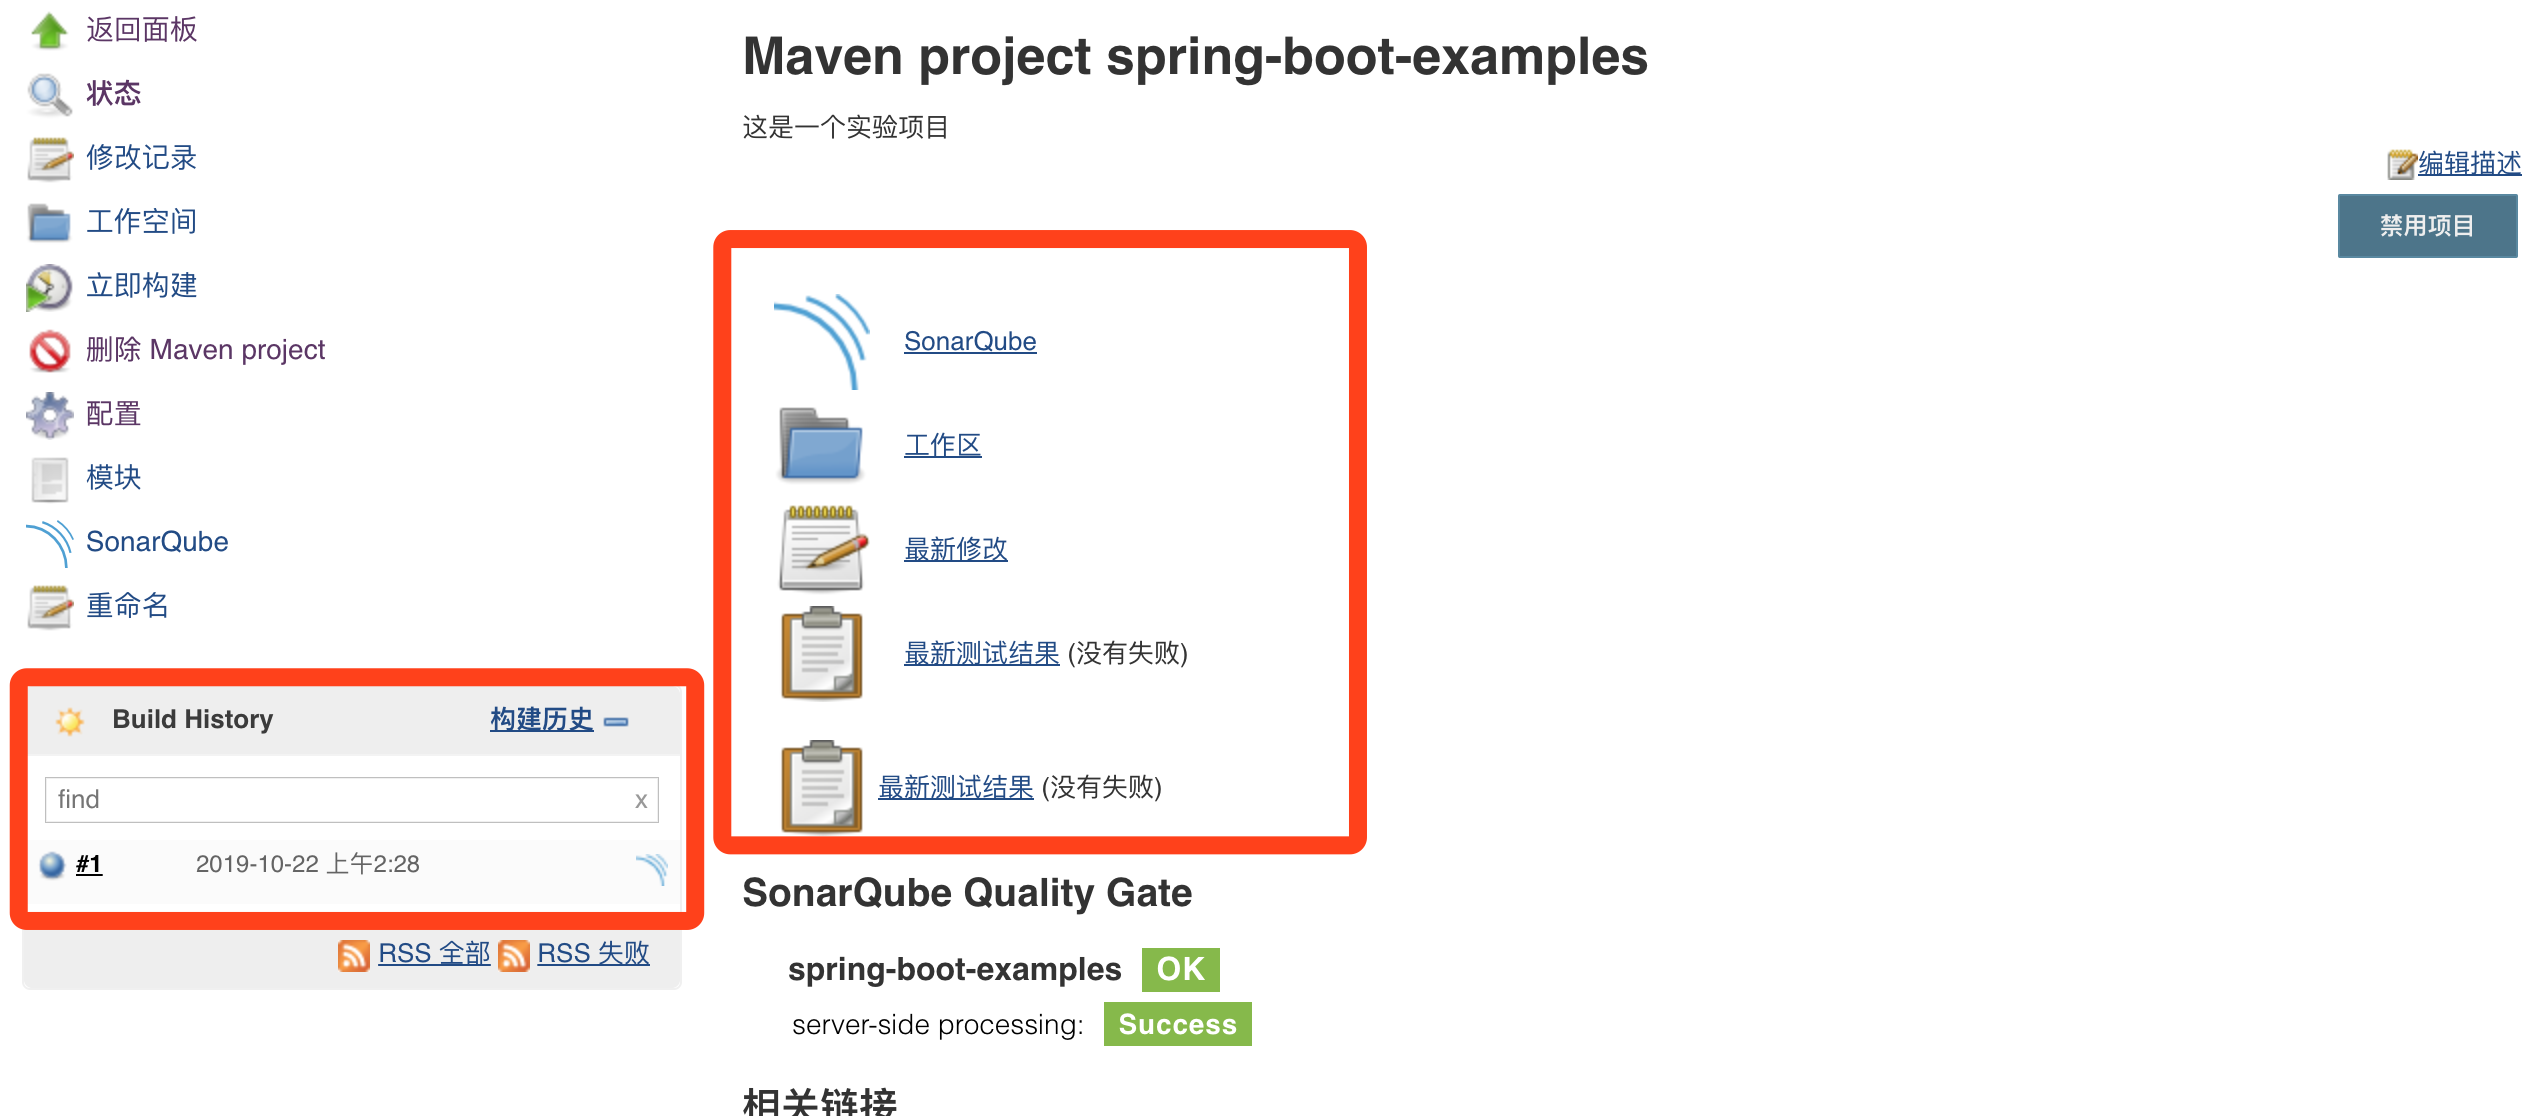 返回面板
状态
修改记录
工作空间
立即构建
删除 Maven project
配置
模块
SonarQube
重命名
Build History 构建历史
find x
#1 2019-10-22 上午2:28
RSS 全部 RSS 失败
Maven project spring-boot-examples
这是一个实验项目
编辑描述
禁用项目
SonarQube
工作区
最新修改
最新测试结果 (没有失败)
最新测试结果 (没有失败)
SonarQube Quality Gate
spring-boot-examples OK
server-side processing: Success
相关链接